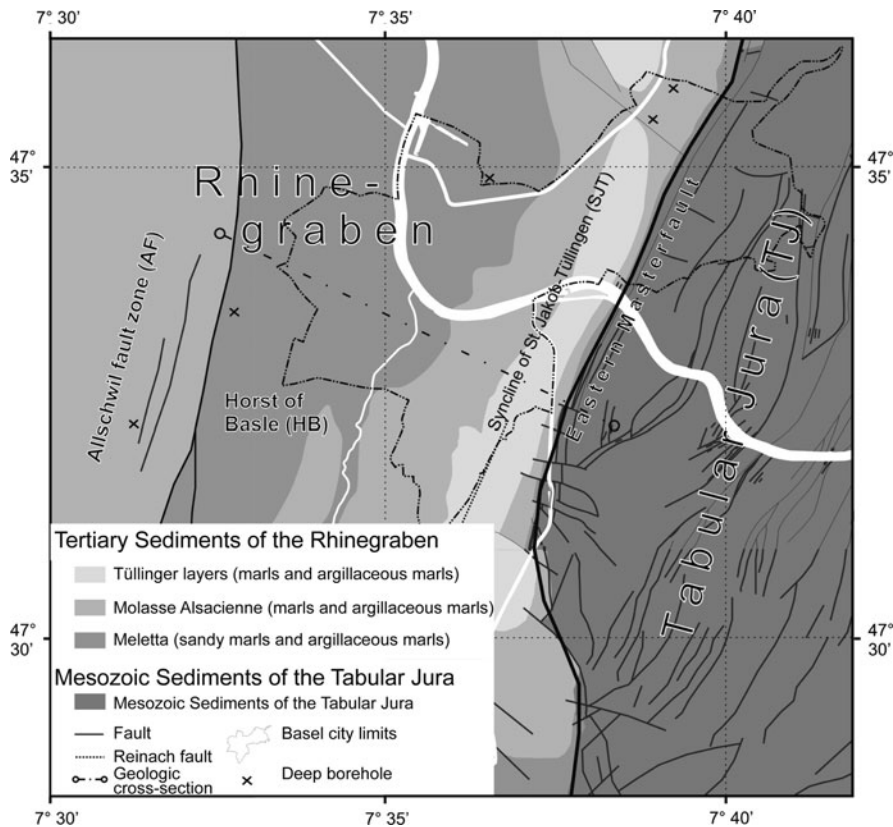 7° 30'
7° 35'
7° 40'
47°
35'
47°
35'
Rhine-
graben
Allschwil fault zone (AF)
Horst of
Basle (HB)
Syncline of St. Jakob-Tüllingen (SJT)
Eastern Masterfault
Tabular Jura (TJ)
47°
30'
47°
30'
Tertiary Sediments of the Rhinegraben
Tüllinger layers (marls and argillaceous marls)
Molasse Alsacienne (marls and argillaceous marls)
Meletta (sandy marls and argillaceous marls)
Mesozoic Sediments of the Tabular Jura
Mesozoic Sediments of the Tabular Jura
Fault
Basel city limits
Reinach fault
Geologic
cross-section
Deep borehole
7° 30'
7° 35'
7° 40'